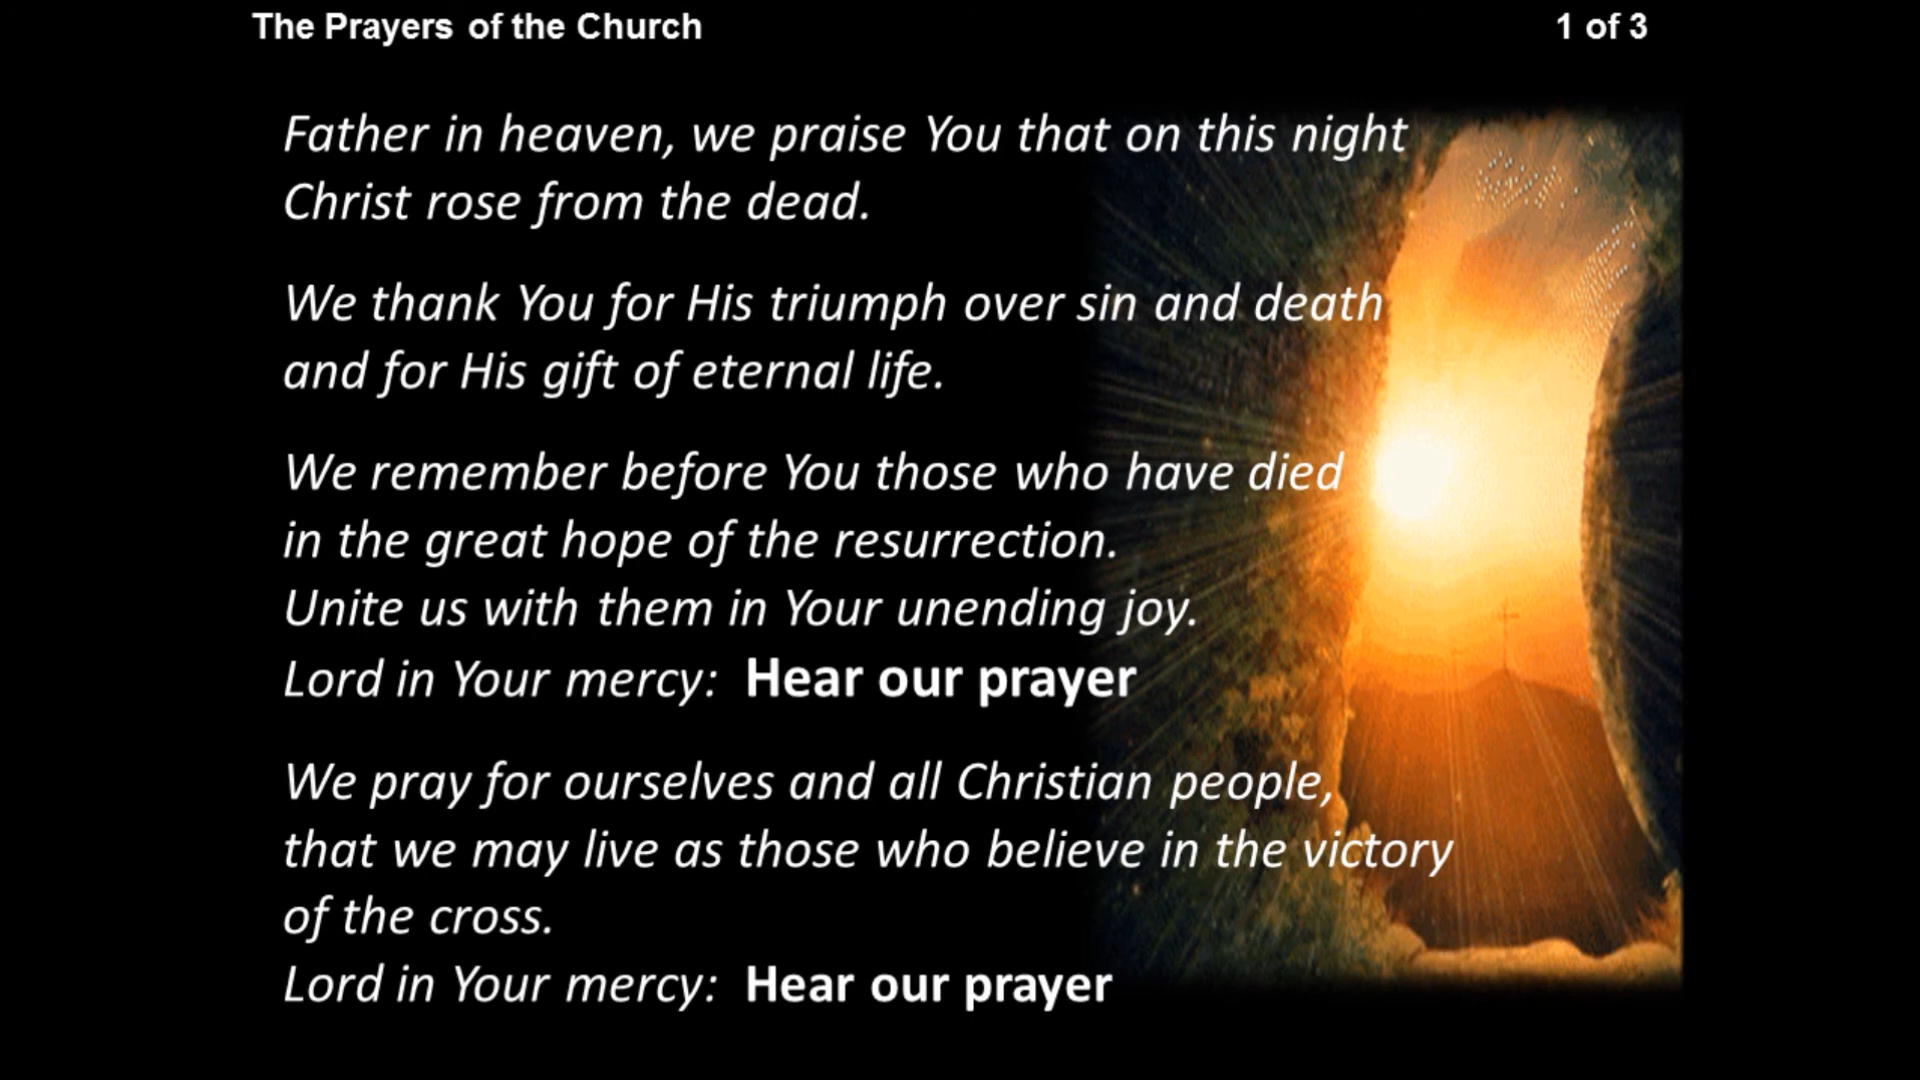 The Prayers of the Church 1 of 3
Father in heaven, we praise You that on this night
Christ rose from the dead.
We thank You for His triumph over sin and death
and for His gift of eternal life.
We remember before You those who have died
in the great hope of the resurrection.
Unite us with them in Your unending joy.
Lord in Your mercy: Hear our prayer
We pray for ourselves and all Christian people,
that we may live as those who believe in the victory
of the cross.
Lord in Your mercy: Hear our prayer